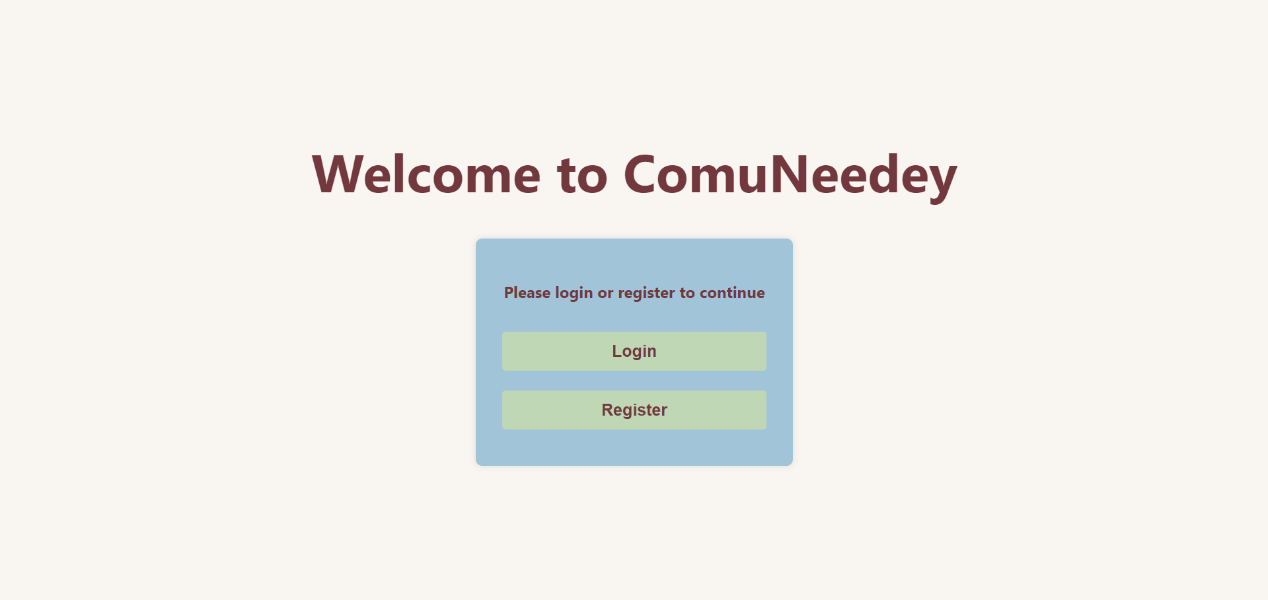 Welcome to ComuNeedey
Please login or register to continue
Login
Register